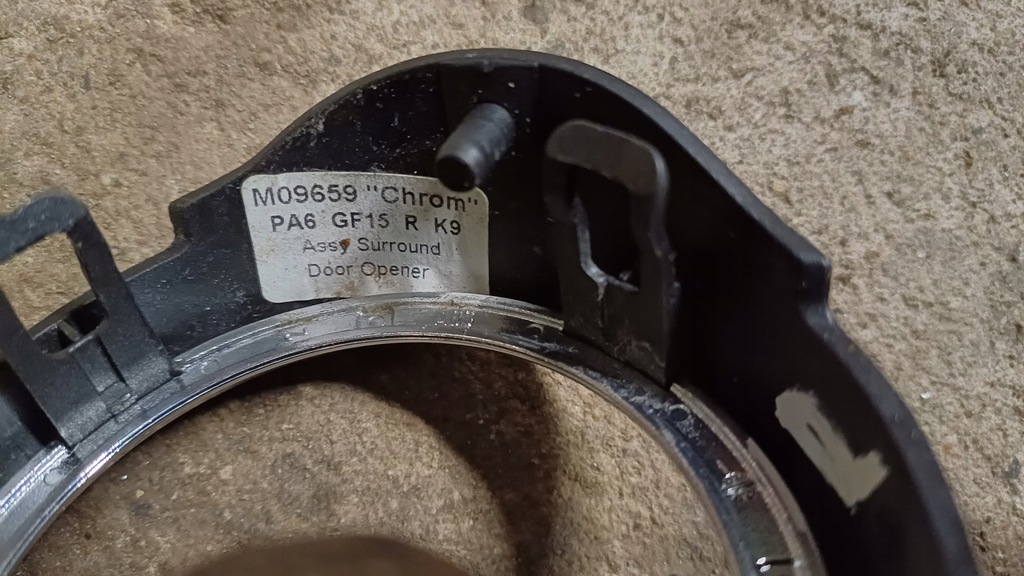 M09659 "Chrom"
PA6 GF15 R K9
Assy Surround
Door Opener